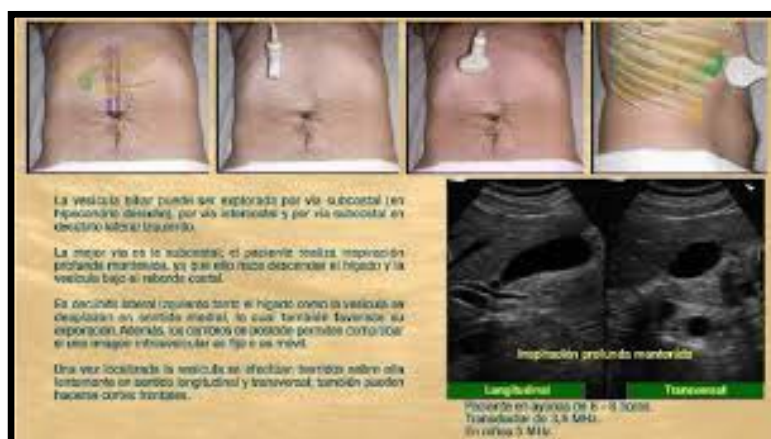 La vesícula biliar puede ser explorada por vía subcostal (en
hipocondrio derecho), por vía intercostal y por vía subcostal en
decúbito lateral izquierdo.
La mejor vía es la subcostal; el paciente realiza inspiración
profunda mantenida, ya que ello hace descender el hígado y la
vesícula bajo el reborde costal.
En decúbito lateral izquierdo tanto el hígado como la vesícula se
desplazan en sentido medial, lo cual también favorece su
exploración. Además, los cambios de posición permiten comprobar
si una imagen intravesicular es fija o es móvil.
Una vez localizada la vesícula se efectúan barridos sobre ella
lentamente en sentido longitudinal y transversal, también pueden
hacerse cortes frontales.
Inspiración profunda mantenida
Longitudinal
Transversal
Paciente en ayunas de 6 - 8 horas.
Transductor de 3,5 MHz.
En niños 5 MHz.